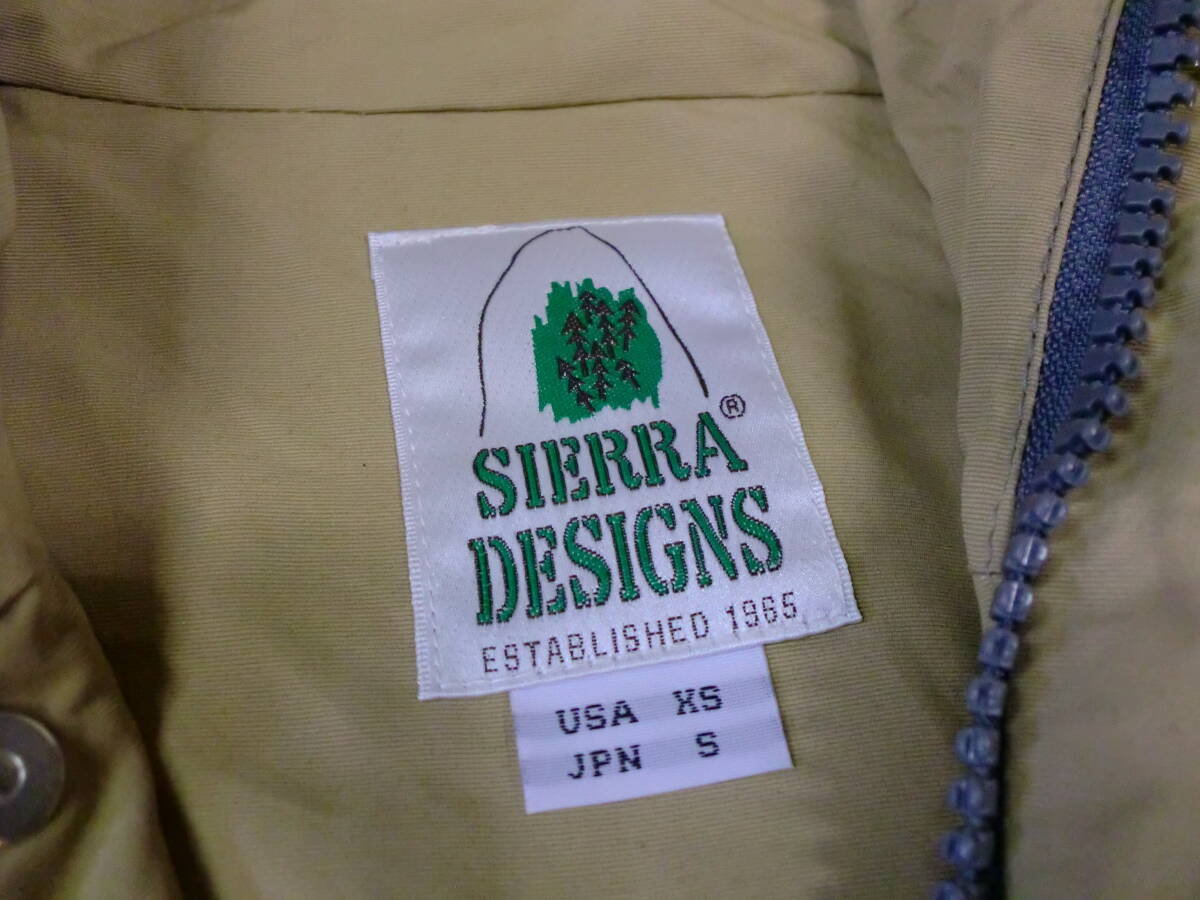 ®
SIERRA
DESIGNS
ESTABLISHED 1965
USA XS
JPN S